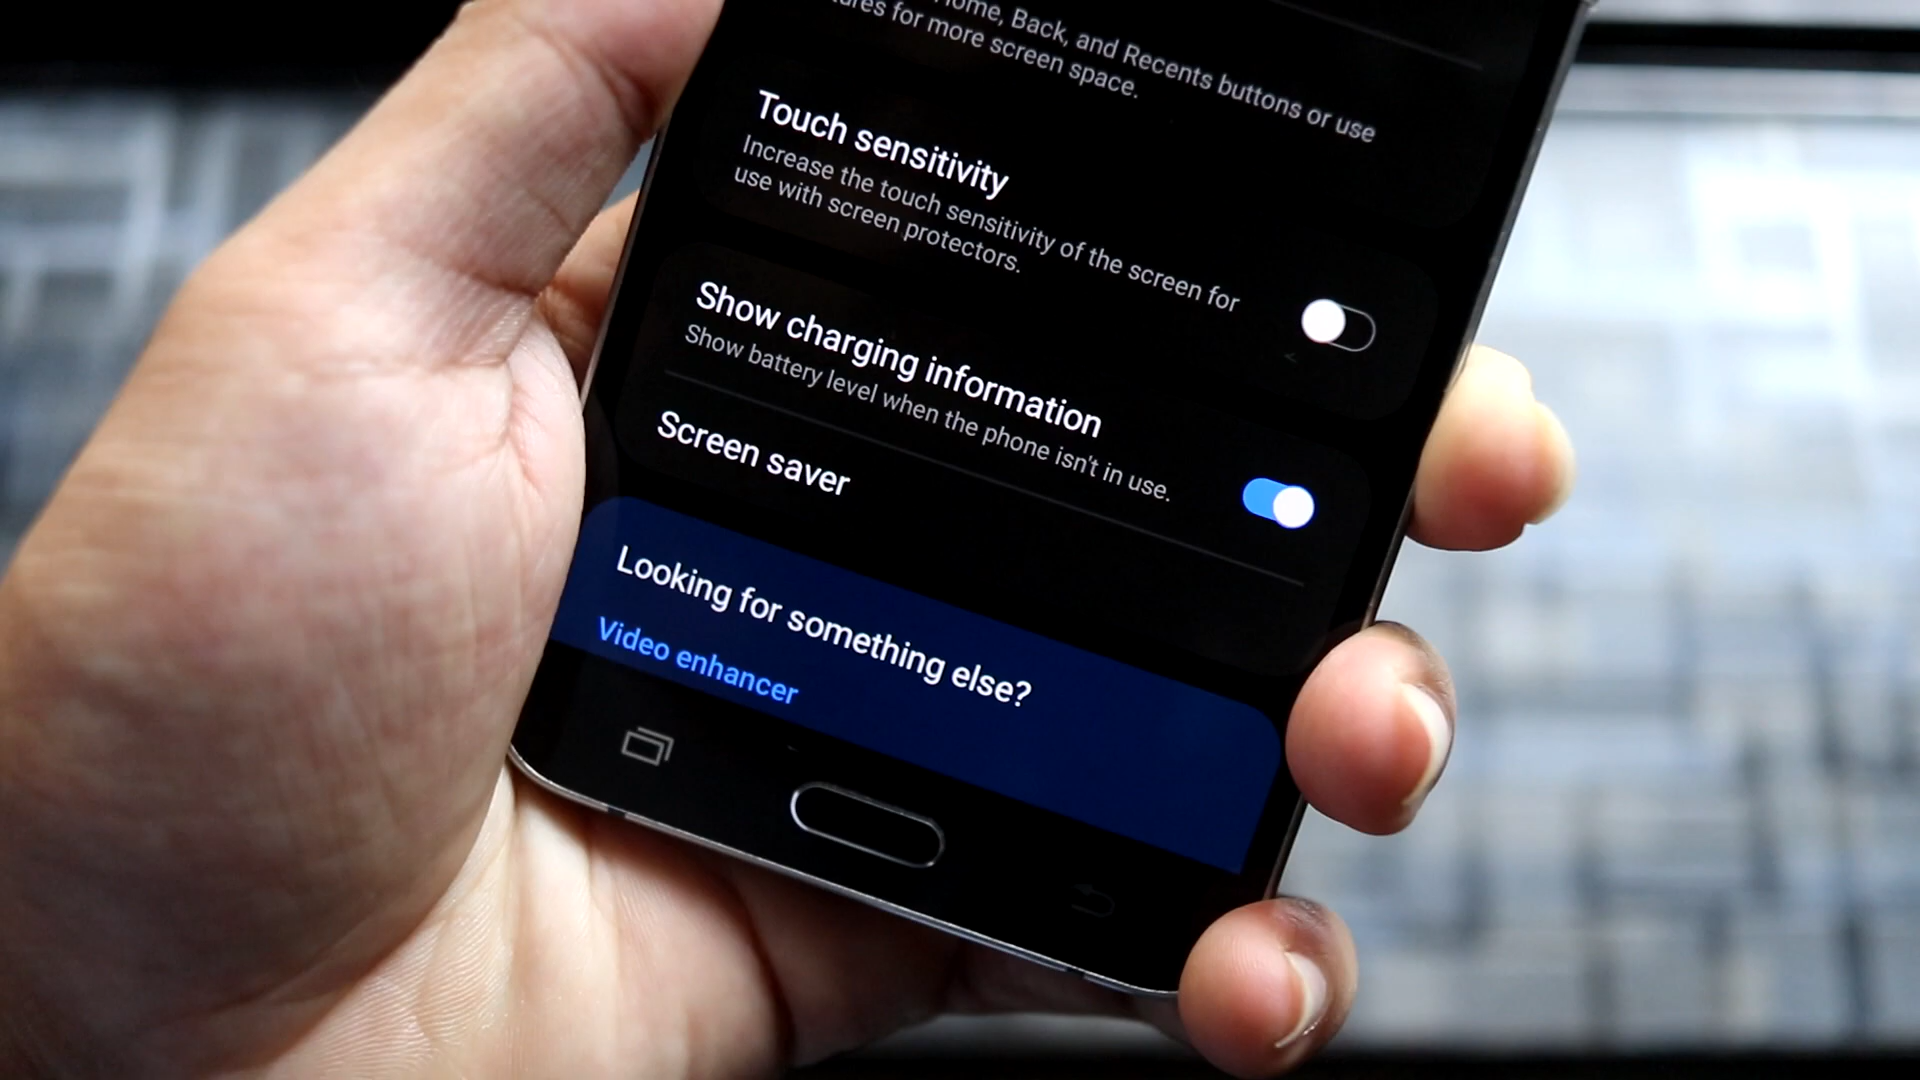 Home, Back, and Recents buttons or use
for more screen space.
Touch sensitivity
Increase the touch sensitivity of the screen for
use with screen protectors.
Show charging information
Show battery level when the phone isn't in use.
Screen saver
Looking for something else?
Video enhancer